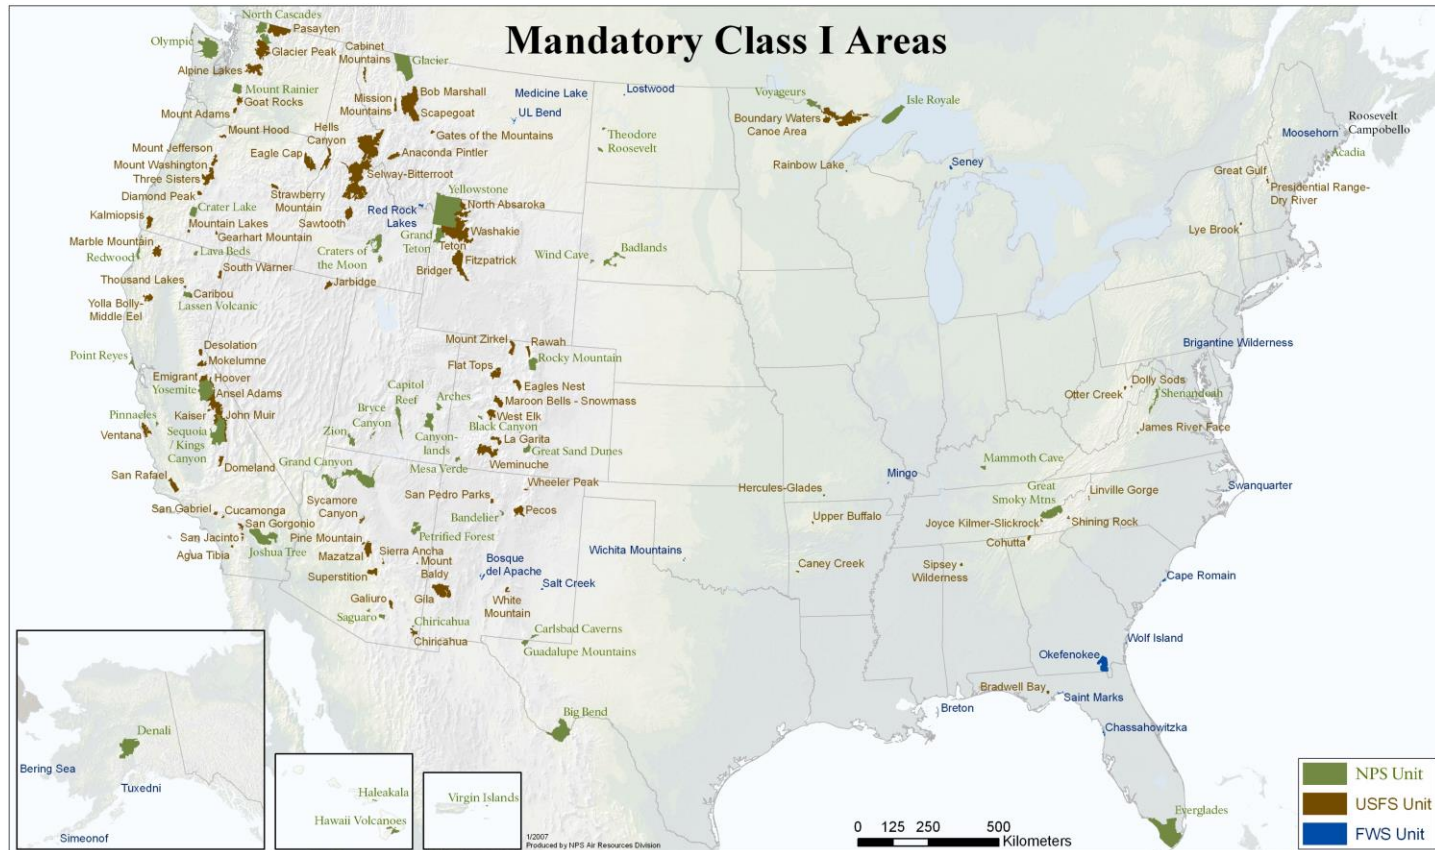 Mandatory Class I Areas
North Cascades
Pasayten
Olympic
Glacier Peak
Alpine Lakes
Mount Rainier
Goat Rocks
Mount Adams
Mount Hood
Mount Jefferson
Mount Washington
Three Sisters
Diamond Peak
Kalmiopsis
Crater Lake
Mountain Lakes
Gearhart Mountain
Marble Mountain
Redwood
Lava Beds
South Warner
Thousand Lakes
Caribou
Lassen Volcanic
Yolla Bolly-
Middle Eel
Cabinet
Mountains
Glacier
Mission
Mountains
Bob Marshall
Scapegoat
Hells
Canyon
Eagle Cap
Gates of the Mountains
Anaconda Pintler
Selway-Bitterroot
Strawberry
Mountain
Sawtooth
Red Rock
Lakes
Yellowstone
North Absaroka
Washakie
Grand
Teton
Teton
Fitzpatrick
Bridger
Craters of
the Moon
Jarbidge
Medicine Lake
Lostwood
UL Bend
Theodore
Roosevelt
Wind Cave
Badlands
Voyageurs
Boundary Waters
Canoe Area
Isle Royale
Rainbow Lake
Seney
Roosevelt
Campobello
Moosehorn
Acadia
Great Gulf
Presidential Range-
Dry River
Lye Brook
Brigantine Wilderness
Dolly Sods
Otter Creek
Shenandoah
James River Face
Mammoth Cave
Great
Smoky Mtns
Linville Gorge
Swanquarter
Joyce Kilmer-Slickrock
Shining Rock
Cohutta
Sipsey
Wilderness
Cape Romain
Wolf Island
Okefenokee
Bradwell Bay
Saint Marks
Chassahowitzka
Breton
Everglades
Mingo
Hercules-Glades
Upper Buffalo
Caney Creek
Wichita Mountains
Point Reyes
Desolation
Mokelumne
Emigrant
Hoover
Yosemite
Ansel Adams
Pinnacles
Kaiser
John Muir
Ventana
Sequoia
Kings
Canyon
Domeland
San Rafael
San Gabriel
Cucamonga
San Gorgonio
San Jacinto
Agua Tibia
Joshua Tree
Mount Zirkel
Rawah
Rocky Mountain
Flat Tops
Eagles Nest
Maroon Bells - Snowmass
West Elk
Black Canyon
La Garita
Great Sand Dunes
Weminuche
Capitol
Reef
Arches
Bryce
Canyon
Zion
Canyon-
lands
Mesa Verde
Grand Canyon
Sycamore
Canyon
Pine Mountain
Mazatzal
Superstition
Sierra Ancha
Mount
Baldy
Petrified Forest
Galiuro
Gila
Saguaro
Chiricahua
Chiricahua
San Pedro Parks
Wheeler Peak
Bandelier
Pecos
Bosque
del Apache
Salt Creek
White
Mountain
Carlsbad Caverns
Guadalupe Mountains
Big Bend
Denali
Bering Sea
Tuxedni
Simeonof
Haleakala
Hawaii Volcanoes
Virgin Islands
1/2007
Produced by NPS Air Resources Division
0 125 250 500
Kilometers
NPS Unit
USFS Unit
FWS Unit